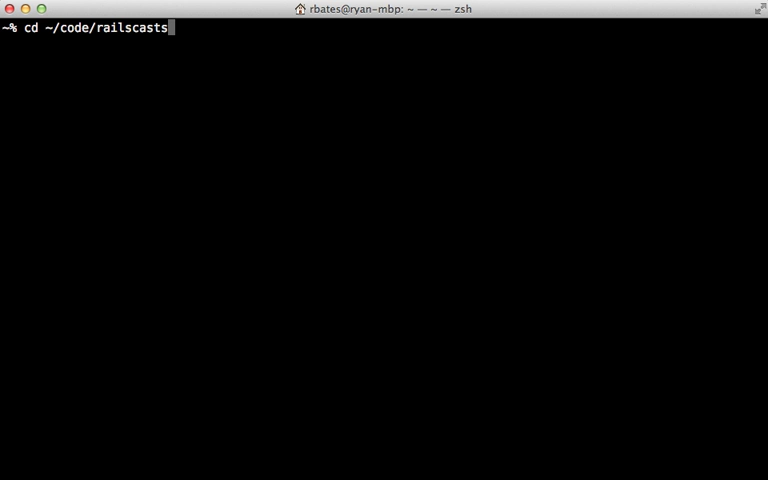 rbates@ryan-mbp: ~ — ~ — zsh
~% cd ~/code/railscasts